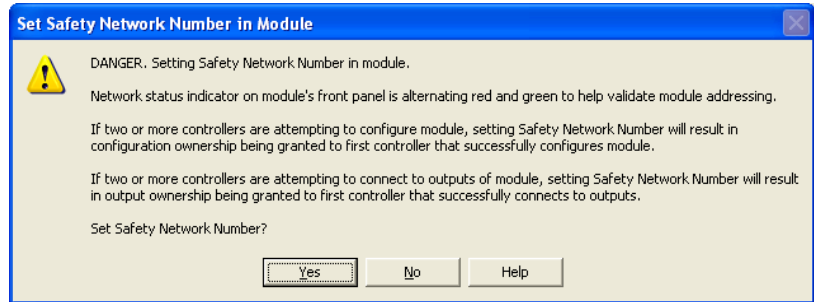 Set Safety Network Number in Module
DANGER. Setting Safety Network Number in module.
Network status indicator on module's front panel is alternating red and green to help validate module addressing.
If two or more controllers are attempting to configure module, setting Safety Network Number will result in
configuration ownership being granted to first controller that successfully configures module.
If two or more controllers are attempting to connect to outputs of module, setting Safety Network Number will result
in output ownership being granted to first controller that successfully connects to outputs.
Set Safety Network Number?
Yes No Help